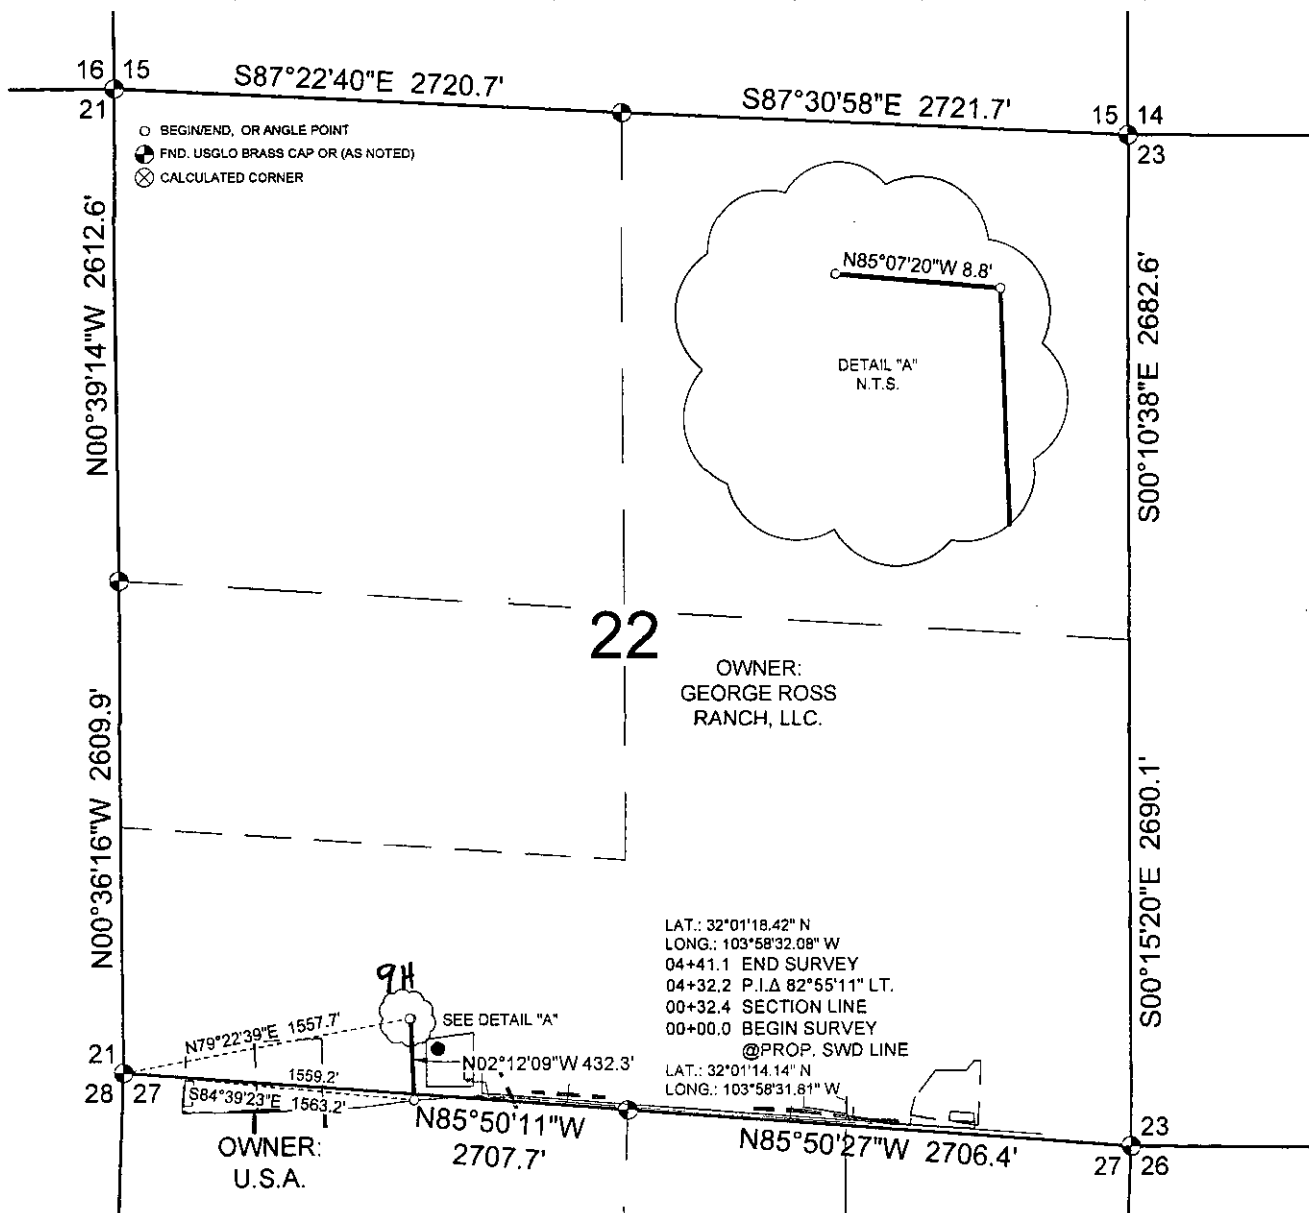 16 15
21
S87°22'40"E 2720.7'
S87°30'58"E 2721.7'
15 14
23
BEGIN/END, OR ANGLE POINT
FND. USGLO BRASS CAP OR (AS NOTED)
CALCULATED CORNER
N00°39'14"W 2612.6'
N85°07'20"W 8.8'
DETAIL "A"
N.T.S.
S00°10'38"E 2682.6'
22
OWNER:
GEORGE ROSS
RANCH, LLC.
N00°36'16"W 2609.9'
S00°15'20"E 2690.1'
LAT.: 32°01'18.42" N
LONG.: 103°58'32.08" W
04+41.1 END SURVEY
04+32.2 P.I.Δ 82°55'11" LT.
00+32.4 SECTION LINE
00+00.0 BEGIN SURVEY
@PROP. SWD LINE
LAT.: 32°01'14.14" N
LONG.: 103°58'31.81" W
9H
SEE DETAIL "A"
N79°22'39"E 1557.7'
N02°12'09"W 432.3'
21
28 27
1559.2'
S84°39'23"E 1563.2'
N85°50'11"W
2707.7'
N85°50'27"W 2706.4'
23
27 26
OWNER:
U.S.A.